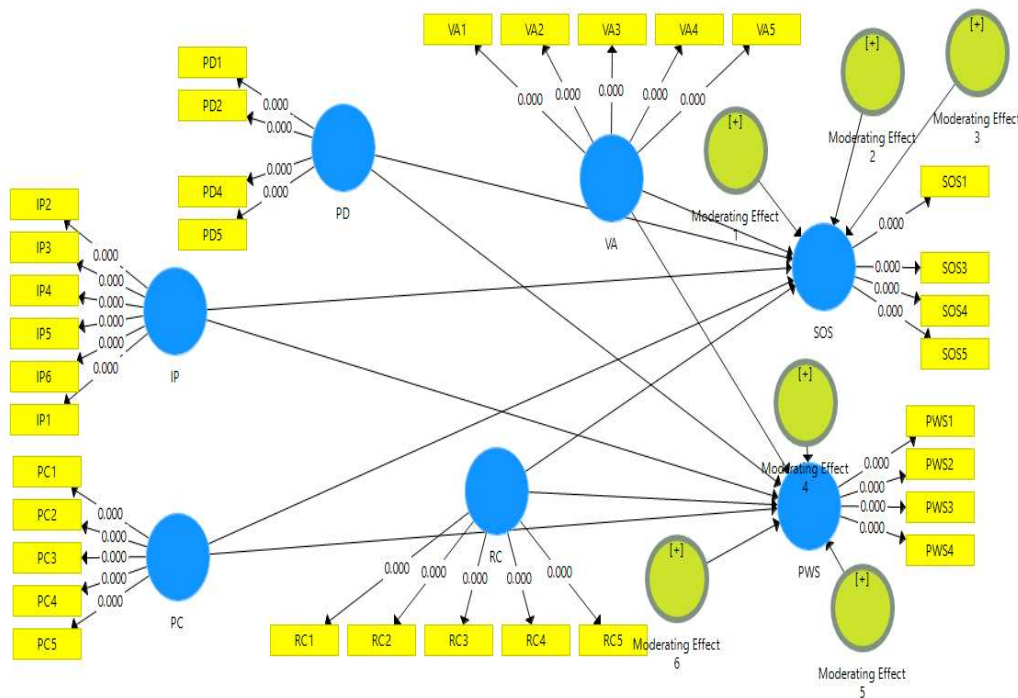 VA1
VA2
VA3
VA4
VA5
0.000
0.000
0.000
0.000
0.000
VA
PD1
PD2
PD4
PD5
0.000
0.000
0.000
0.000
PD
[+]
Moderating Effect
1
[+]
Moderating Effect
2
[+]
Moderating Effect
3
IP2
IP3
IP4
IP5
IP6
IP1
0.000
0.000
0.000
0.000
0.000
0.000
IP
SOS1
SOS3
SOS4
SOS5
0.000
0.000
0.000
0.000
SOS
PC1
PC2
PC3
PC4
PC5
0.000
0.000
0.000
0.000
0.000
PC
RC
0.000
0.000
0.000
0.000
0.000
RC1
RC2
RC3
RC4
RC5
[+]
Moderating Effect
4
PWS1
PWS2
PWS3
PWS4
0.000
0.000
0.000
0.000
PWS
[+]
Moderating Effect
6
[+]
Moderating Effect
5